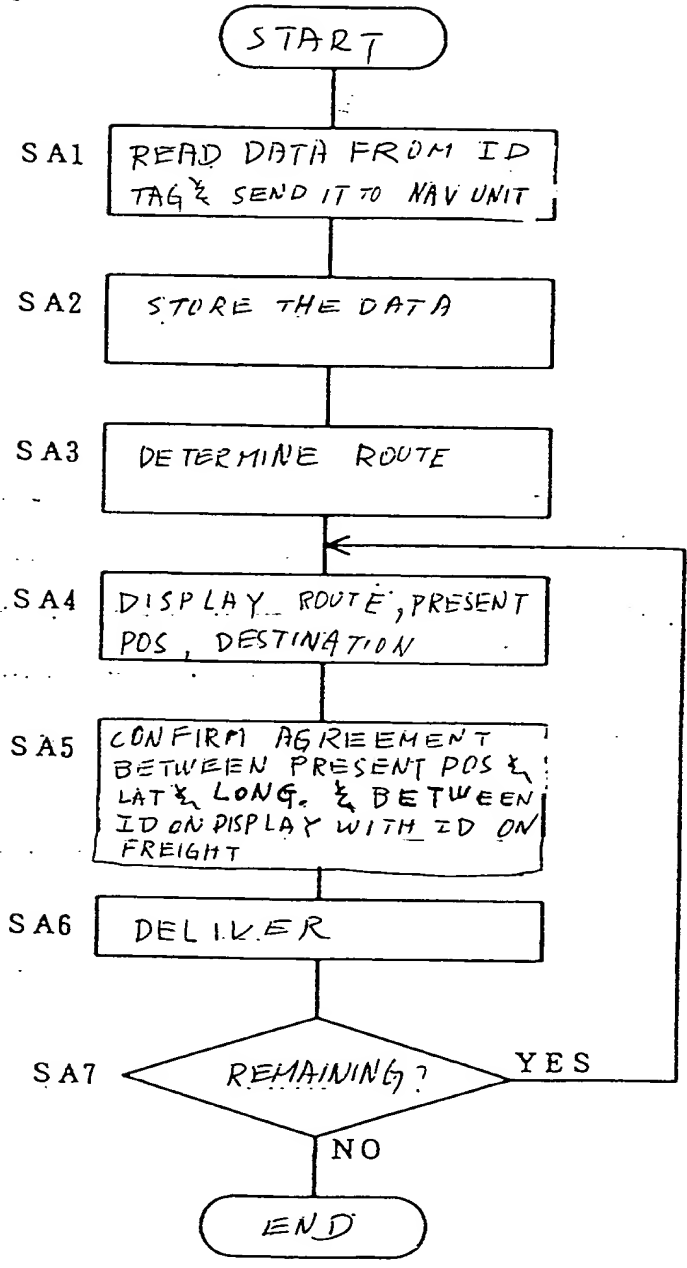 START
SA1
READ DATA FROM ID
TAG & SEND IT TO NAV UNIT
SA2
STORE THE DATA
SA3
DETERMINE ROUTE
SA4
DISPLAY ROUTE, PRESENT
POS, DESTINATION
SA5
CONFIRM AGREEMENT
BETWEEN PRESENT POS &
LAT & LONG. & BETWEEN
ID ON DISPLAY WITH ID ON
FREIGHT
SA6
DELIVER
SA7
REMAINING?
YES
NO
END